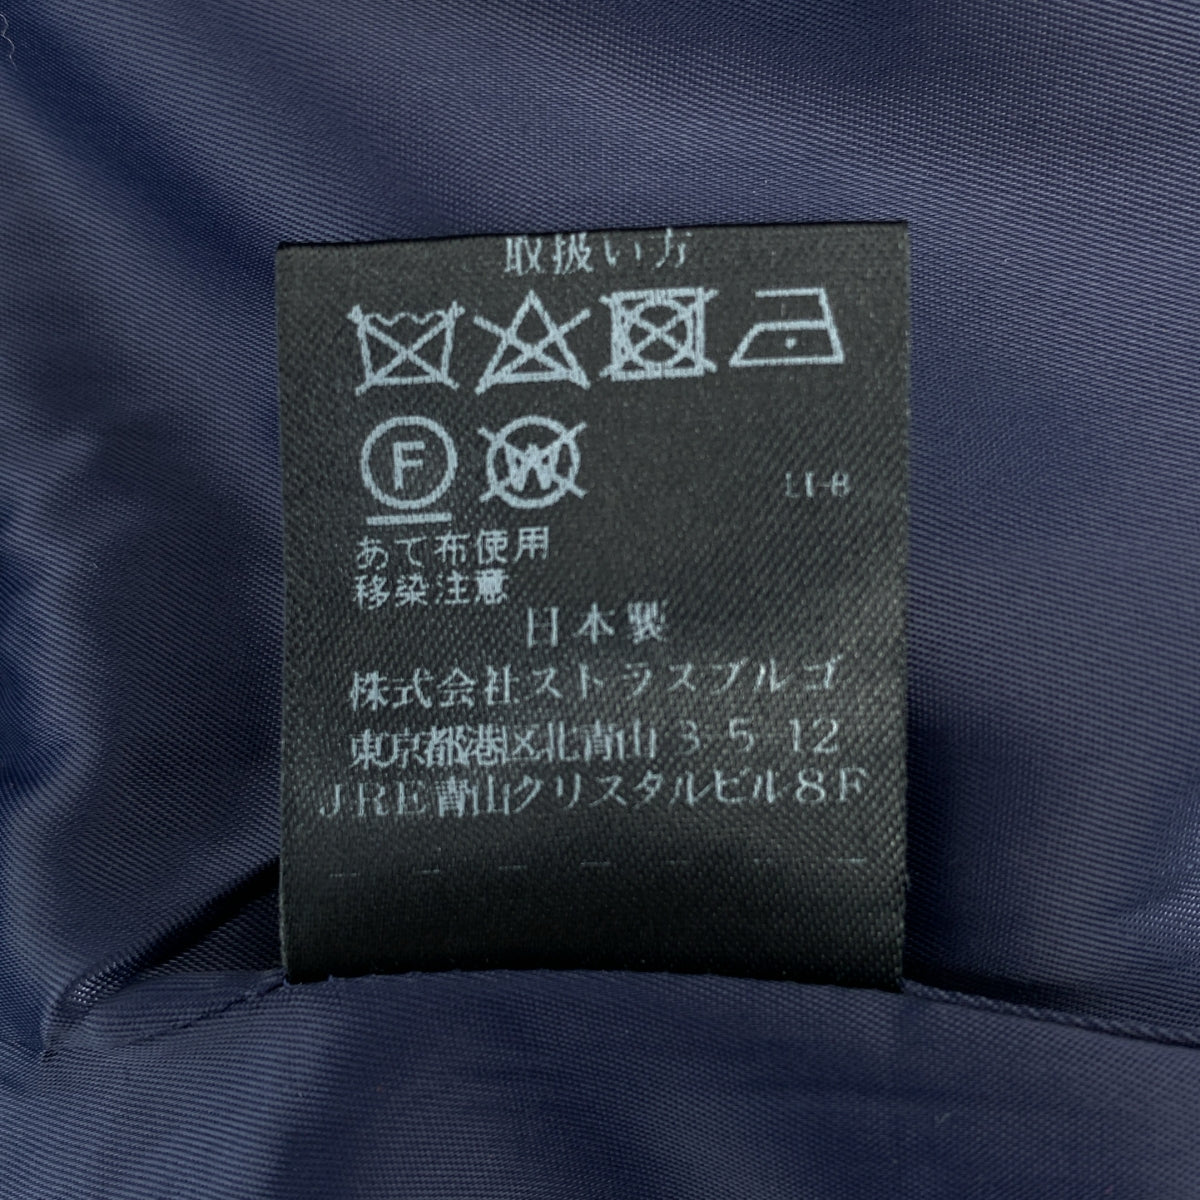 取扱い方
F W
LI-8
あて布使用
移染注意
日本製
株式会社ストラスブルゴ
東京都港区北青山3-5-12
JRE青山クリスタルビル8F